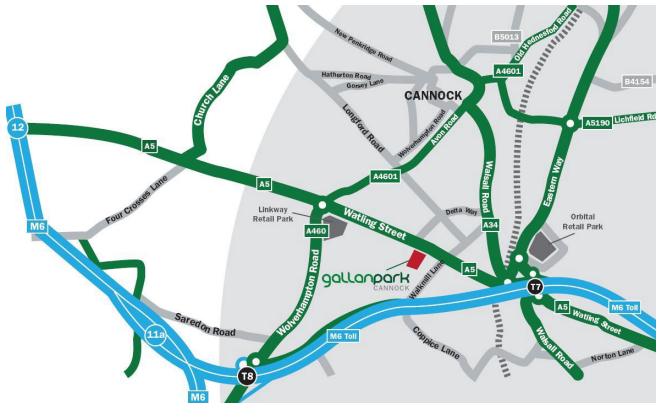 New Penkridge Road
Old Hednesford Road
B5013
A4601
B4154
Hatherton Road
Gorsey Lane
CANNOCK
Church Lane
Longford Road
Wolverhampton Road
Avon Road
A5190
Lichfield Rd
12
A5
A4601
Walsall Road
Eastern Way
A5
Four Crosses Lane
Linkway
Retail Park
Watling Street
Delta Way
Orbital
Retail Park
M6
A460
A34
gallanpark
CANNOCK
Walkmill Lane
A5
T7
Wolverhampton Road
M6 Toll
A5
Watling Street
Saredon Road
11a
M6 Toll
Coppice Lane
Walsall Road
Norton Lane
T8
M6